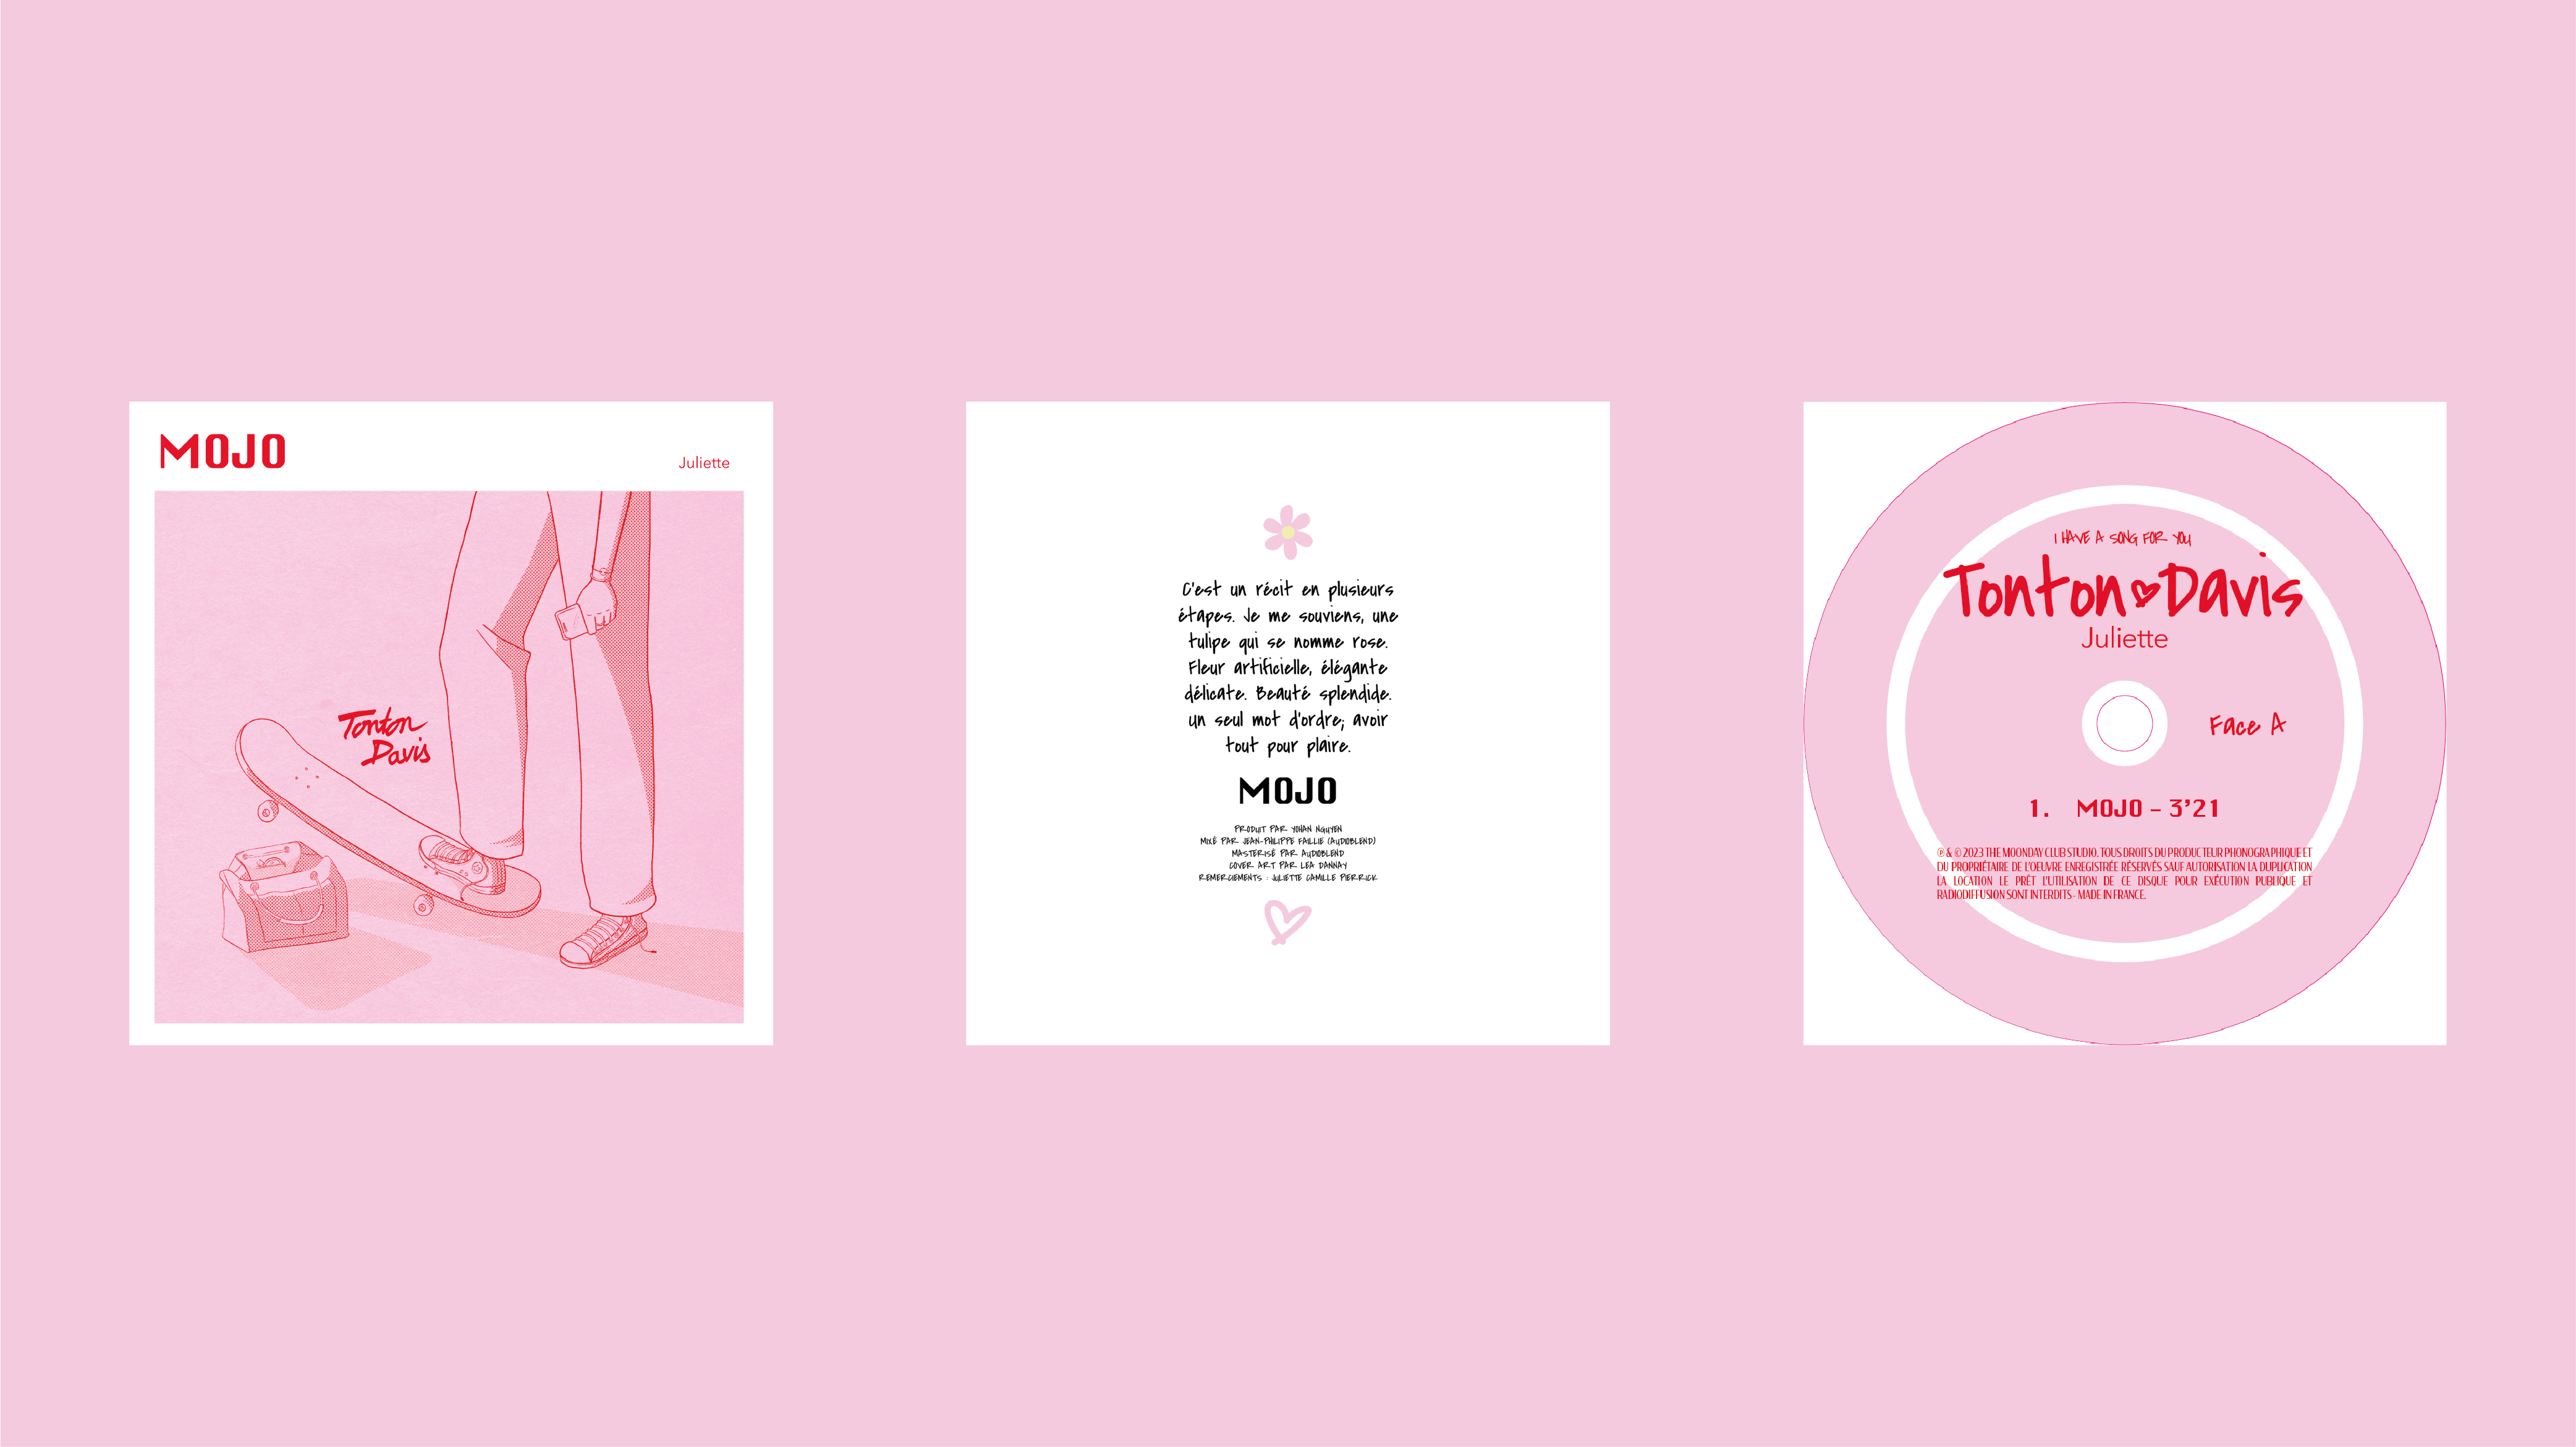 MOJO
Juliette
Tonton
Davis
C'est un récit en plusieurs
étapes. Je me souviens, une
tulipe qui se nomme rose.
Fleur artificielle, élégante
délicate. Beauté splendide.
Un seul mot d'ordre; avoir
tout pour plaire.
MOJO
PRODUIT PAR YOHAN NGUYEN
MIXÉ PAR JEAN-PHILIPPE FAILLIE (AUDIOBLEND)
MASTERISÉ PAR AUDIOBLEND
COVER ART PAR LEA DANNAY
REMERCIEMENTS : JULIETTE CAMILLE PIERRICK
I HAVE A SONG FOR YOU
Tonton Davis
Juliette
Face A
1. MOJO – 3'21
℗ & © 2023 THE MOONDAY CLUB STUDIO. TOUS DROITS DU PRODUCTEUR PHONOGRAPHIQUE ET
DU PROPRIÉTAIRE DE L'OEUVRE ENREGISTRÉE RÉSERVÉS SAUF AUTORISATION LA DUPLICATION
LA LOCATION LE PRÊT L'UTILISATION DE CE DISQUE POUR EXÉCUTION PUBLIQUE ET
RADIODIFFUSION SONT INTERDITS - MADE IN FRANCE.